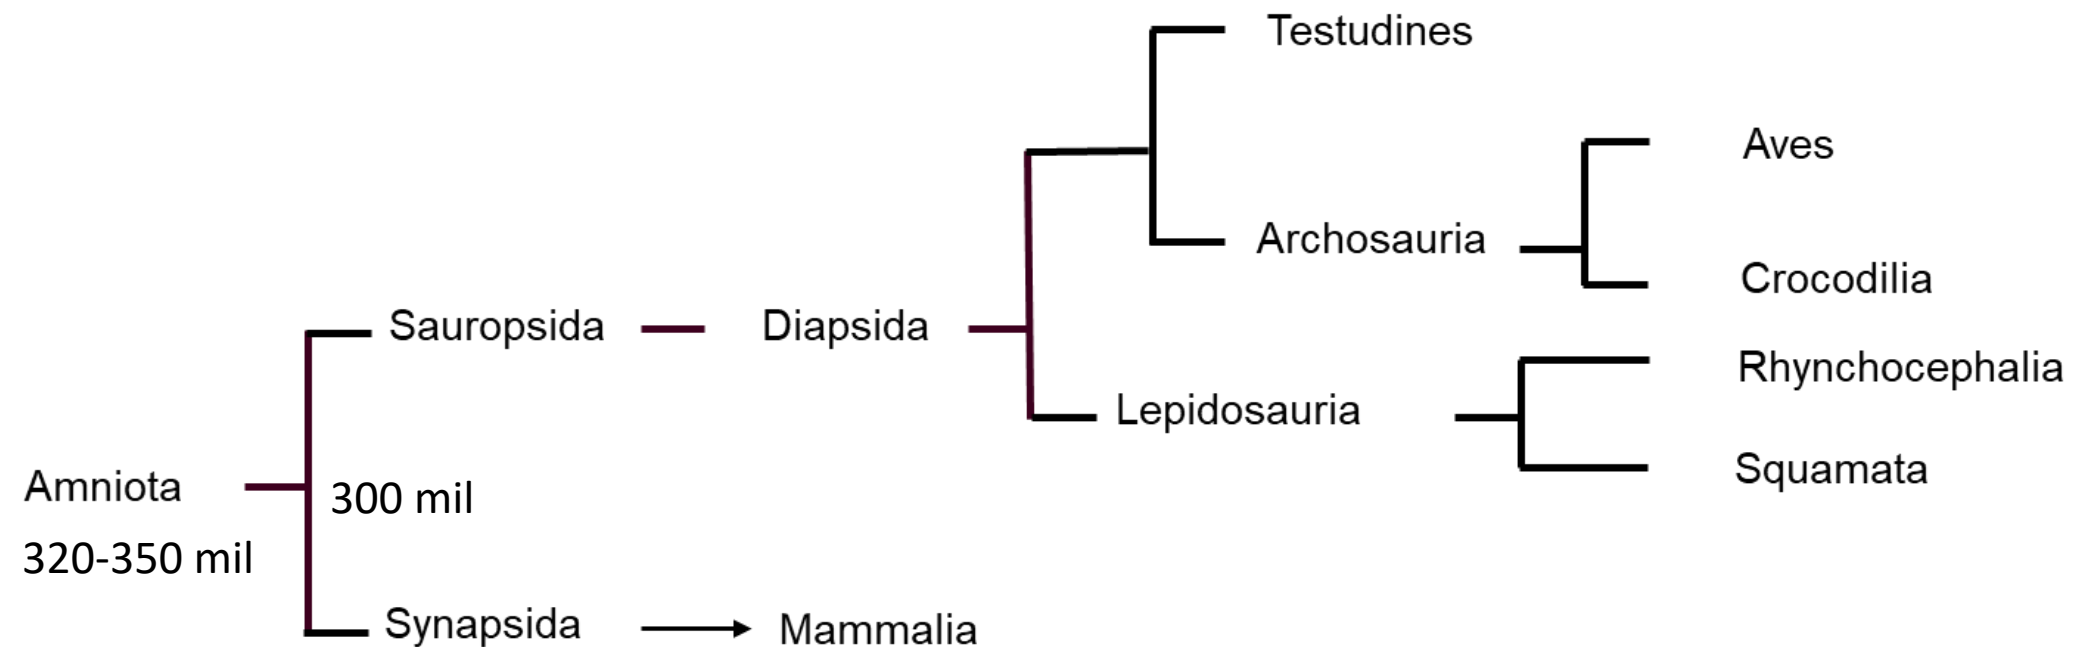 Testudines
Aves
Archosauria
Crocodilia
Sauropsida
Diapsida
Rhynchocephalia
Lepidosauria
Squamata
Amniota
300 mil
320-350 mil
Synapsida
Mammalia